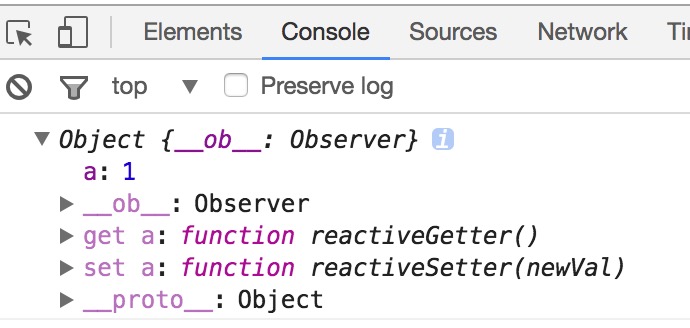 Elements Console Sources Network Ti
top Preserve log
Object {__ob__: Observer} i
a: 1
__ob__: Observer
get a: function reactiveGetter()
set a: function reactiveSetter(newVal)
__proto__: Object